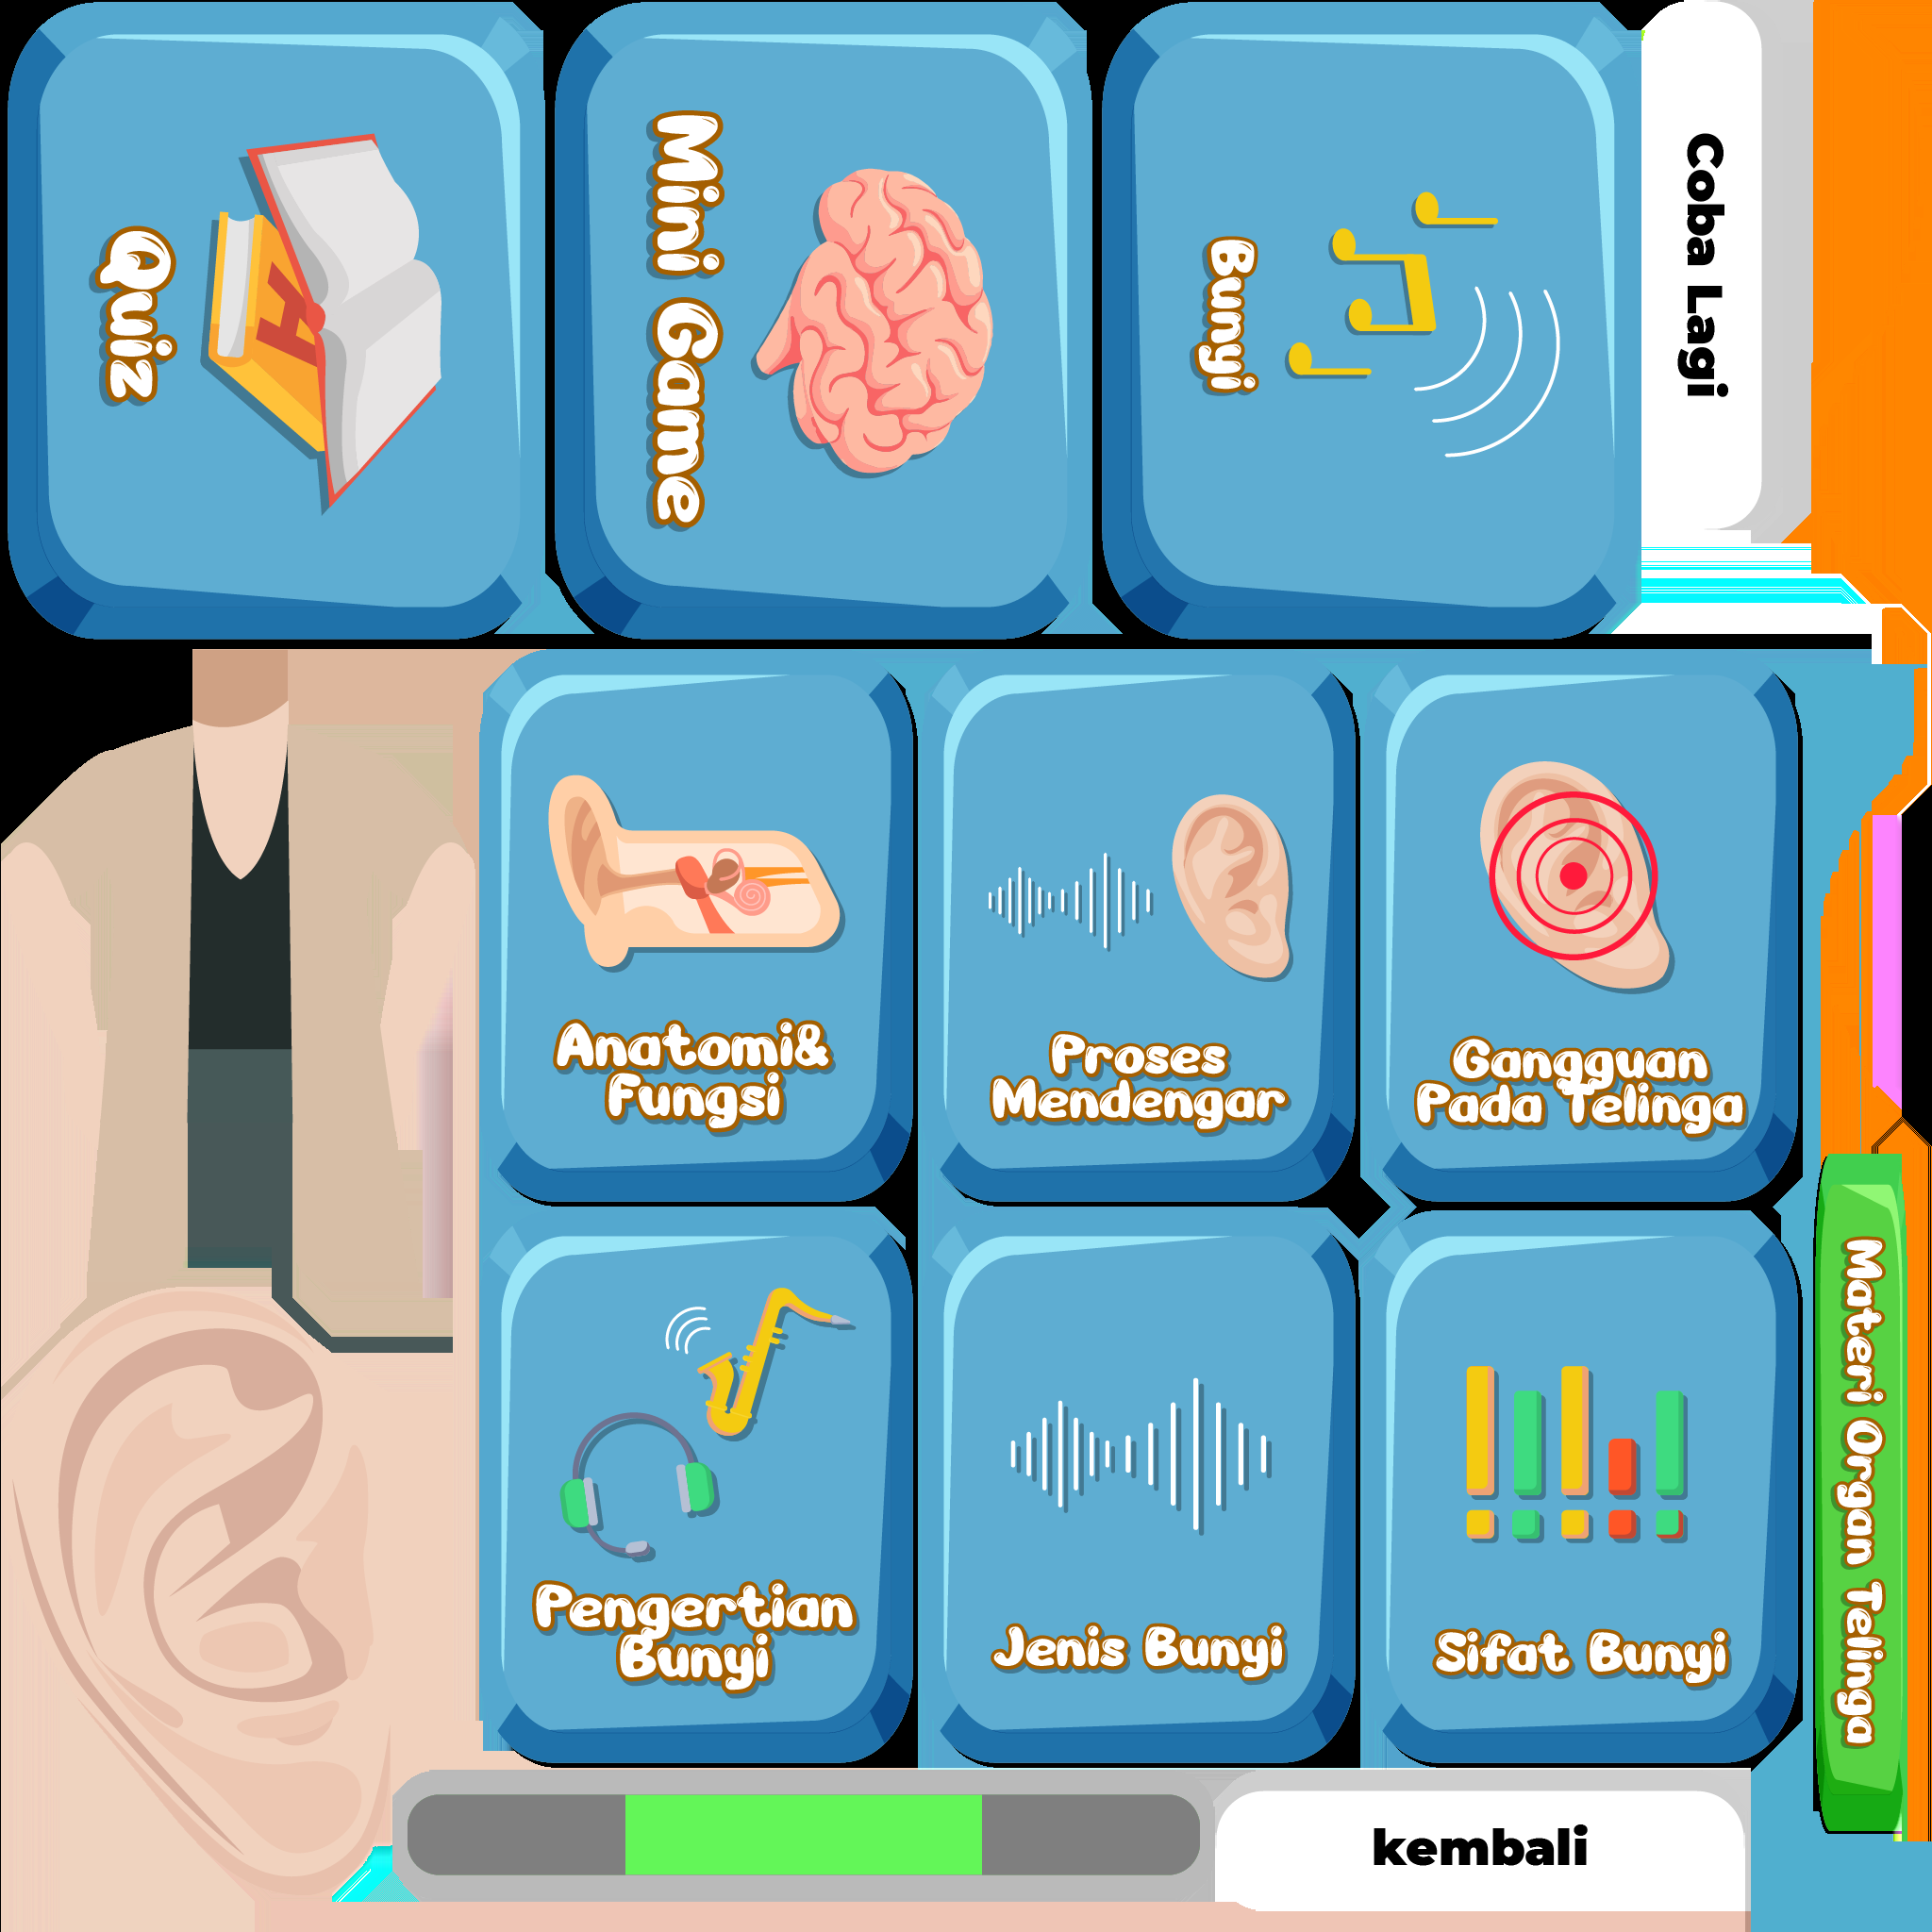 Quiz
Mini Game
Bunyi
Coba Lagi
Anatomi&
Fungsi
Proses
Mendengar
Gangguan
Pada Telinga
Pengertian
Bunyi
Jenis Bunyi
Sifat Bunyi
Materi Organ Telinga
kembali